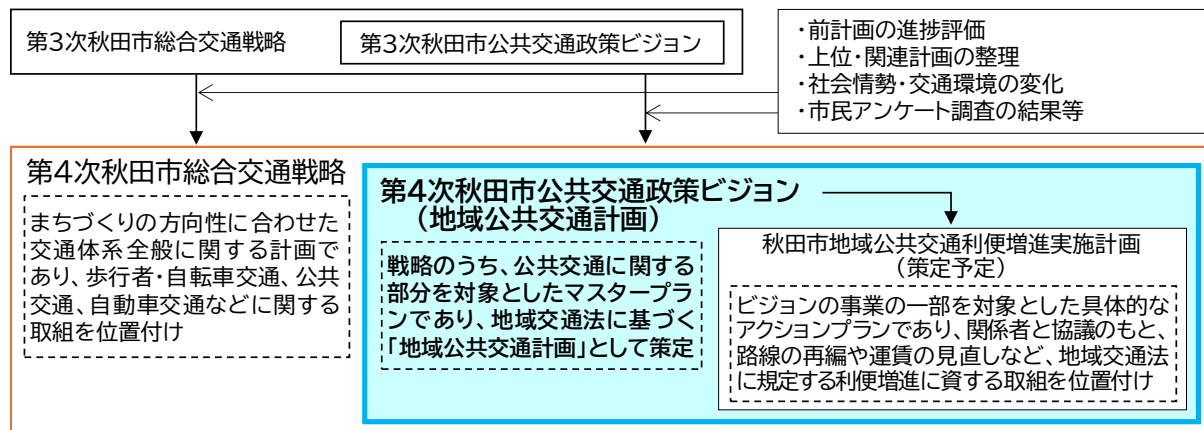 第3次秋田市総合交通戦略
第3次秋田市公共交通政策ビジョン
・前計画の進捗評価
・上位・関連計画の整理
・社会情勢・交通環境の変化
・市民アンケート調査の結果等
第4次秋田市総合交通戦略
まちづくりの方向性に合わせた
交通体系全般に関する計画で
あり、歩行者・自転車交通、公共
交通、自動車交通などに関する
取組を位置付け
第4次秋田市公共交通政策ビジョン
（地域公共交通計画）
戦略のうち、公共交通に関する
部分を対象としたマスタープラ
ンであり、地域交通法に基づく
「地域公共交通計画」として策定
秋田市地域公共交通利便増進実施計画
（策定予定）
ビジョンの事業の一部を対象とした具体的な
アクションプランであり、関係者と協議のもと、
路線の再編や運賃の見直しなど、地域交通法
に規定する利便増進に資する取組を位置付け